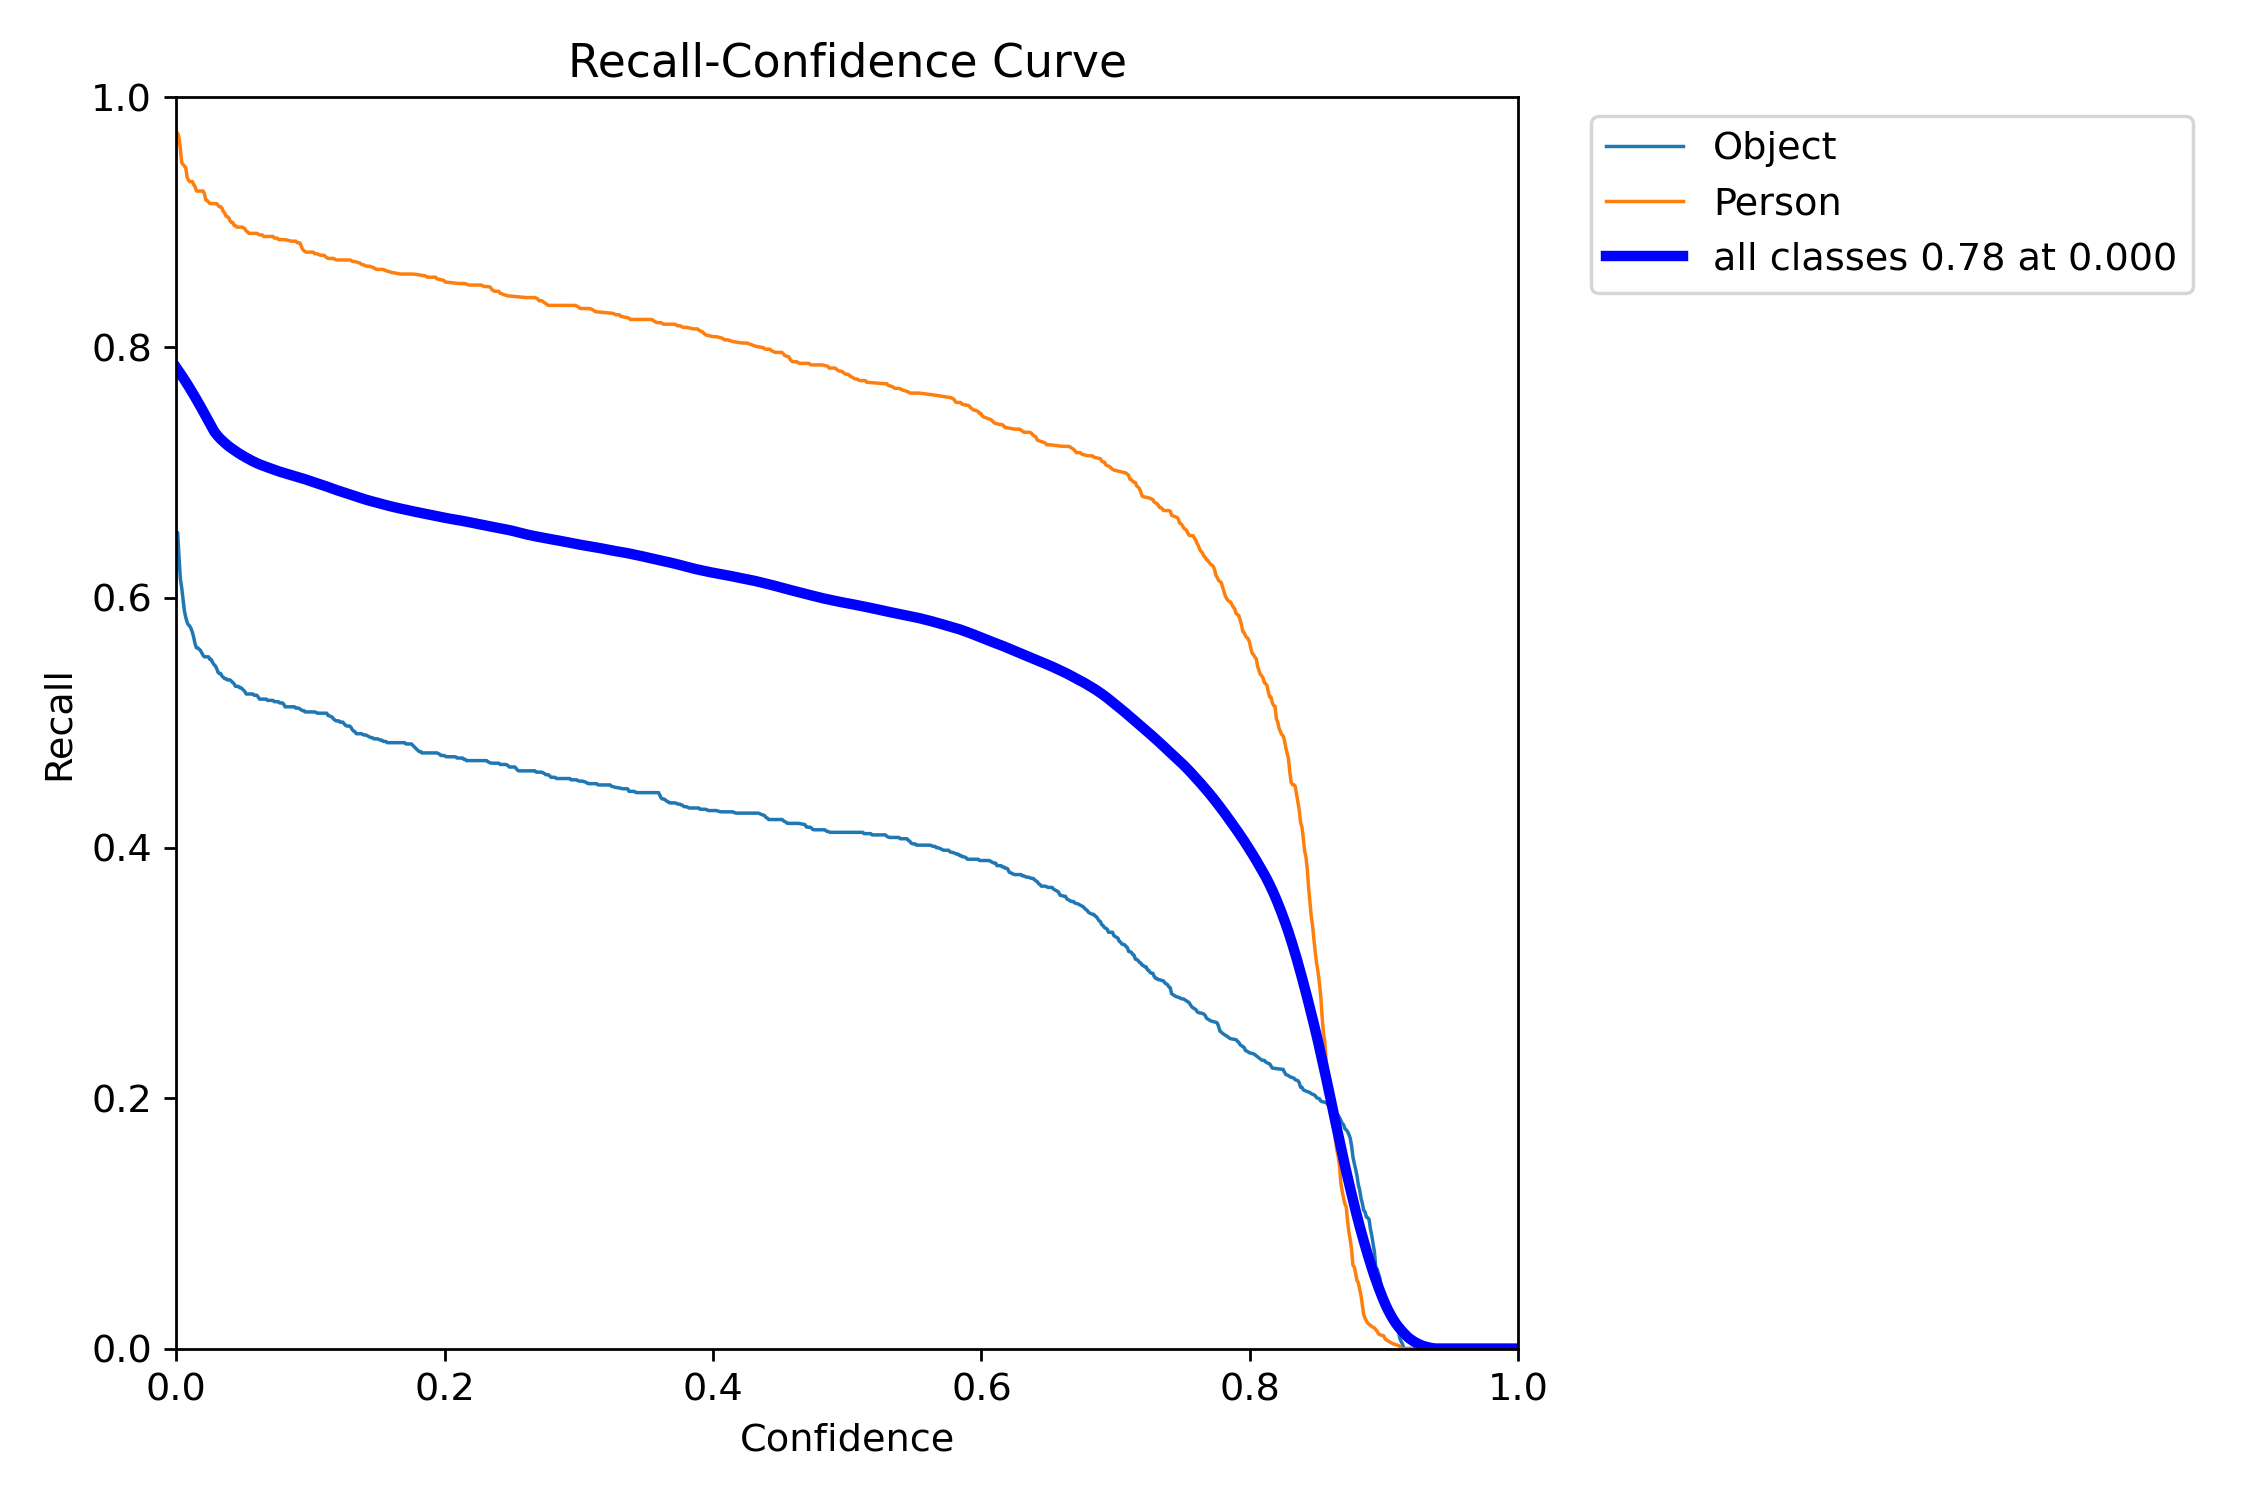 Recall-Confidence Curve
1.0
0.8
0.6
0.4
0.2
0.0
Recall
0.0 0.2 0.4 0.6 0.8 1.0
Confidence
Object
Person
all classes 0.78 at 0.000